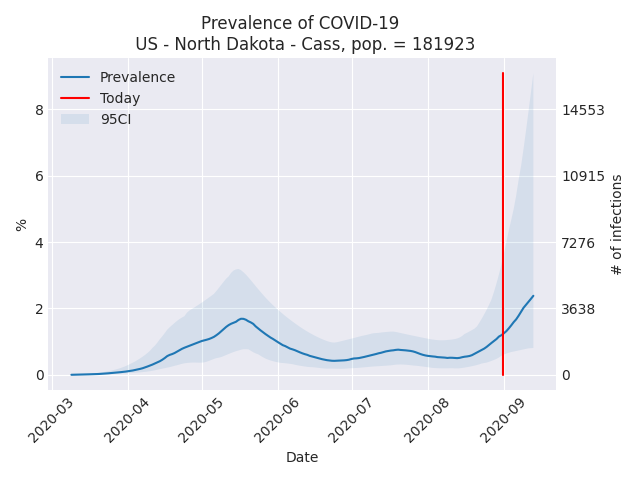 Prevalence of COVID-19
US - North Dakota - Cass, pop. = 181923
Prevalence
Today
95CI
8
6
4
2
0
%
14553
10915
7276
3638
0
# of infections
2020-03
2020-04
2020-05
2020-06
2020-07
2020-08
2020-09
Date